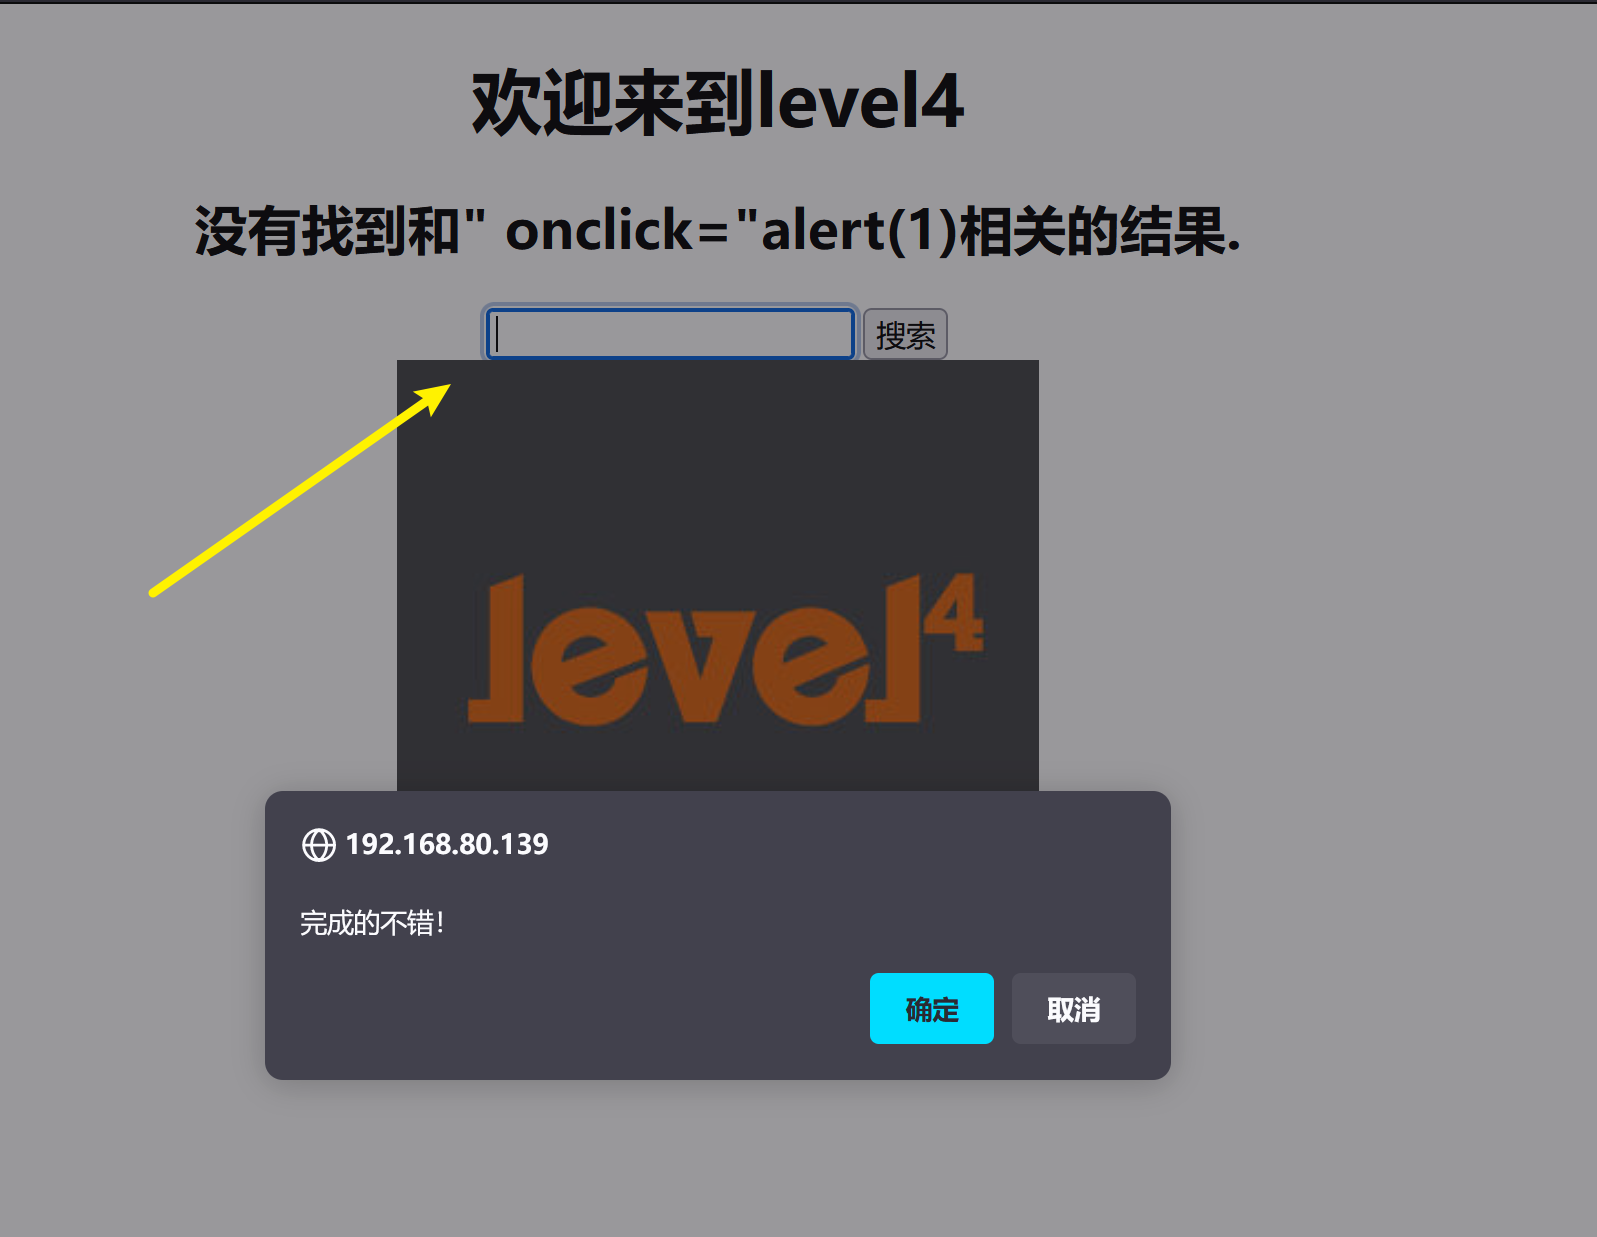 欢迎来到level4
没有找到和" onclick="alert(1)相关的结果.
搜索
level4
192.168.80.139
完成的不错!
确定
取消